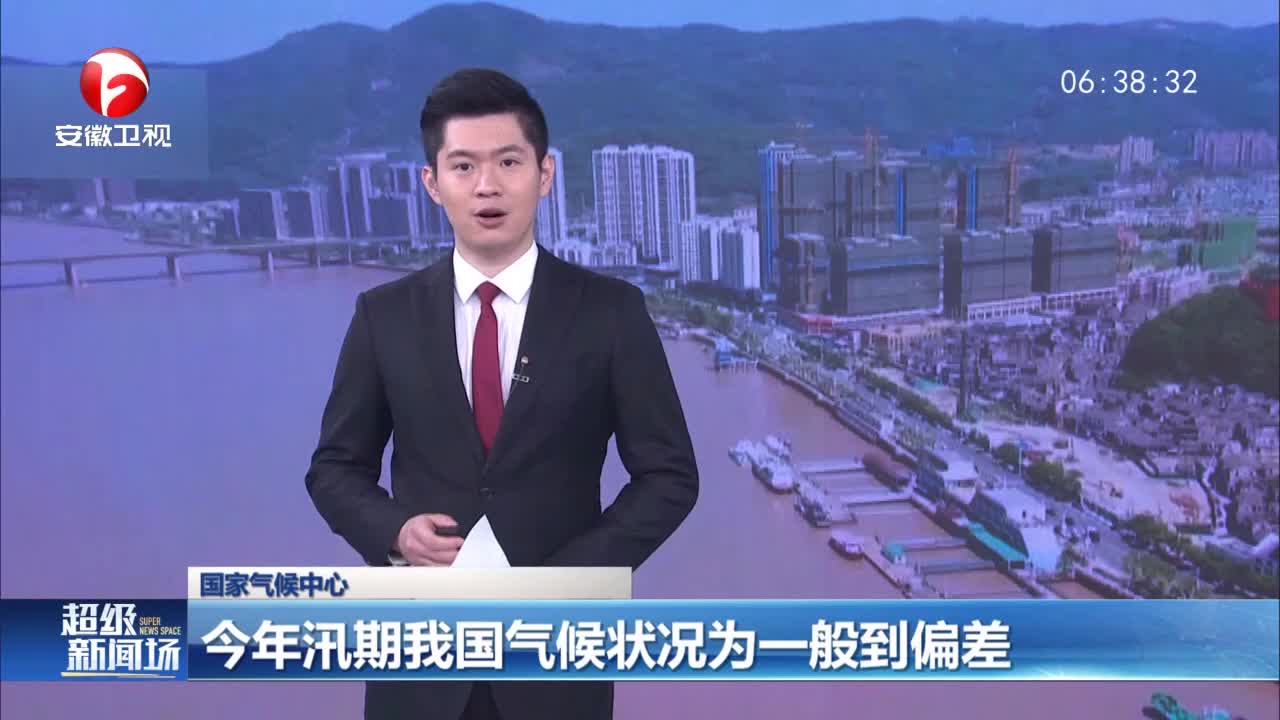 安徽卫视
06:38:32
国家气候中心
超级
SUPER
NEWS SPACE
新闻场
今年汛期我国气候状况为一般到偏差